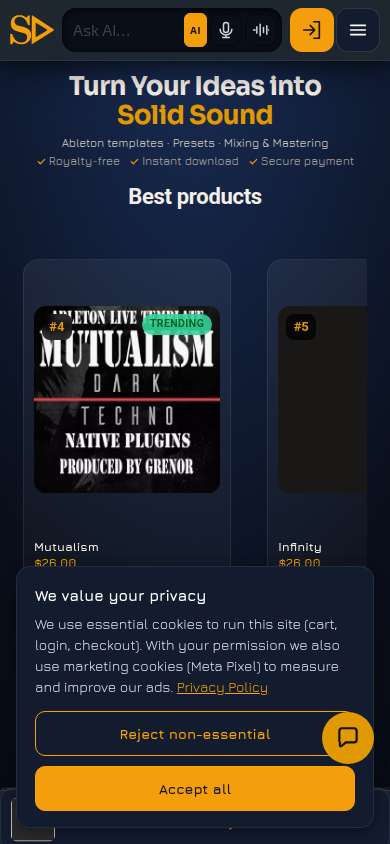 SD
Ask AI...
AI
Turn Your Ideas into
Solid Sound
Ableton templates · Presets · Mixing & Mastering
✓ Royalty-free ✓ Instant download ✓ Secure payment
Best products
#4
TRENDING
ABLETON LIVE TEMPLATE
MUTUALISM
DARK
TECHNO
NATIVE PLUGINS
PRODUCED BY GRENOR
#5
Mutualism
$26.00
Infinity
$26.00
We value your privacy
We use essential cookies to run this site (cart,
login, checkout). With your permission we also
use marketing cookies (Meta Pixel) to measure
and improve our ads. Privacy Policy
Reject non-essential
Accept all